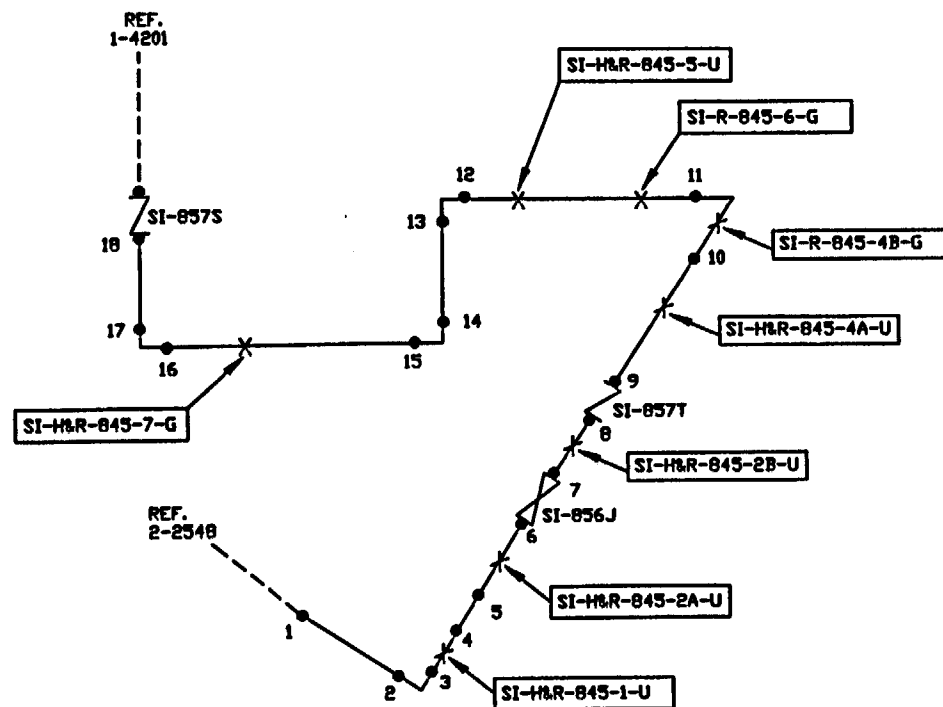 REF.
1-4201
SI-H&R-845-5-U
SI-R-845-6-G
12
11
13
SI-857S
18
SI-R-845-4B-G
10
SI-H&R-845-4A-U
17
14
16
15
9
SI-857T
SI-H&R-845-7-G
8
SI-H&R-845-2B-U
7
SI-856J
REF.
2-2548
6
SI-H&R-845-2A-U
5
1
4
3
2
SI-H&R-845-1-U